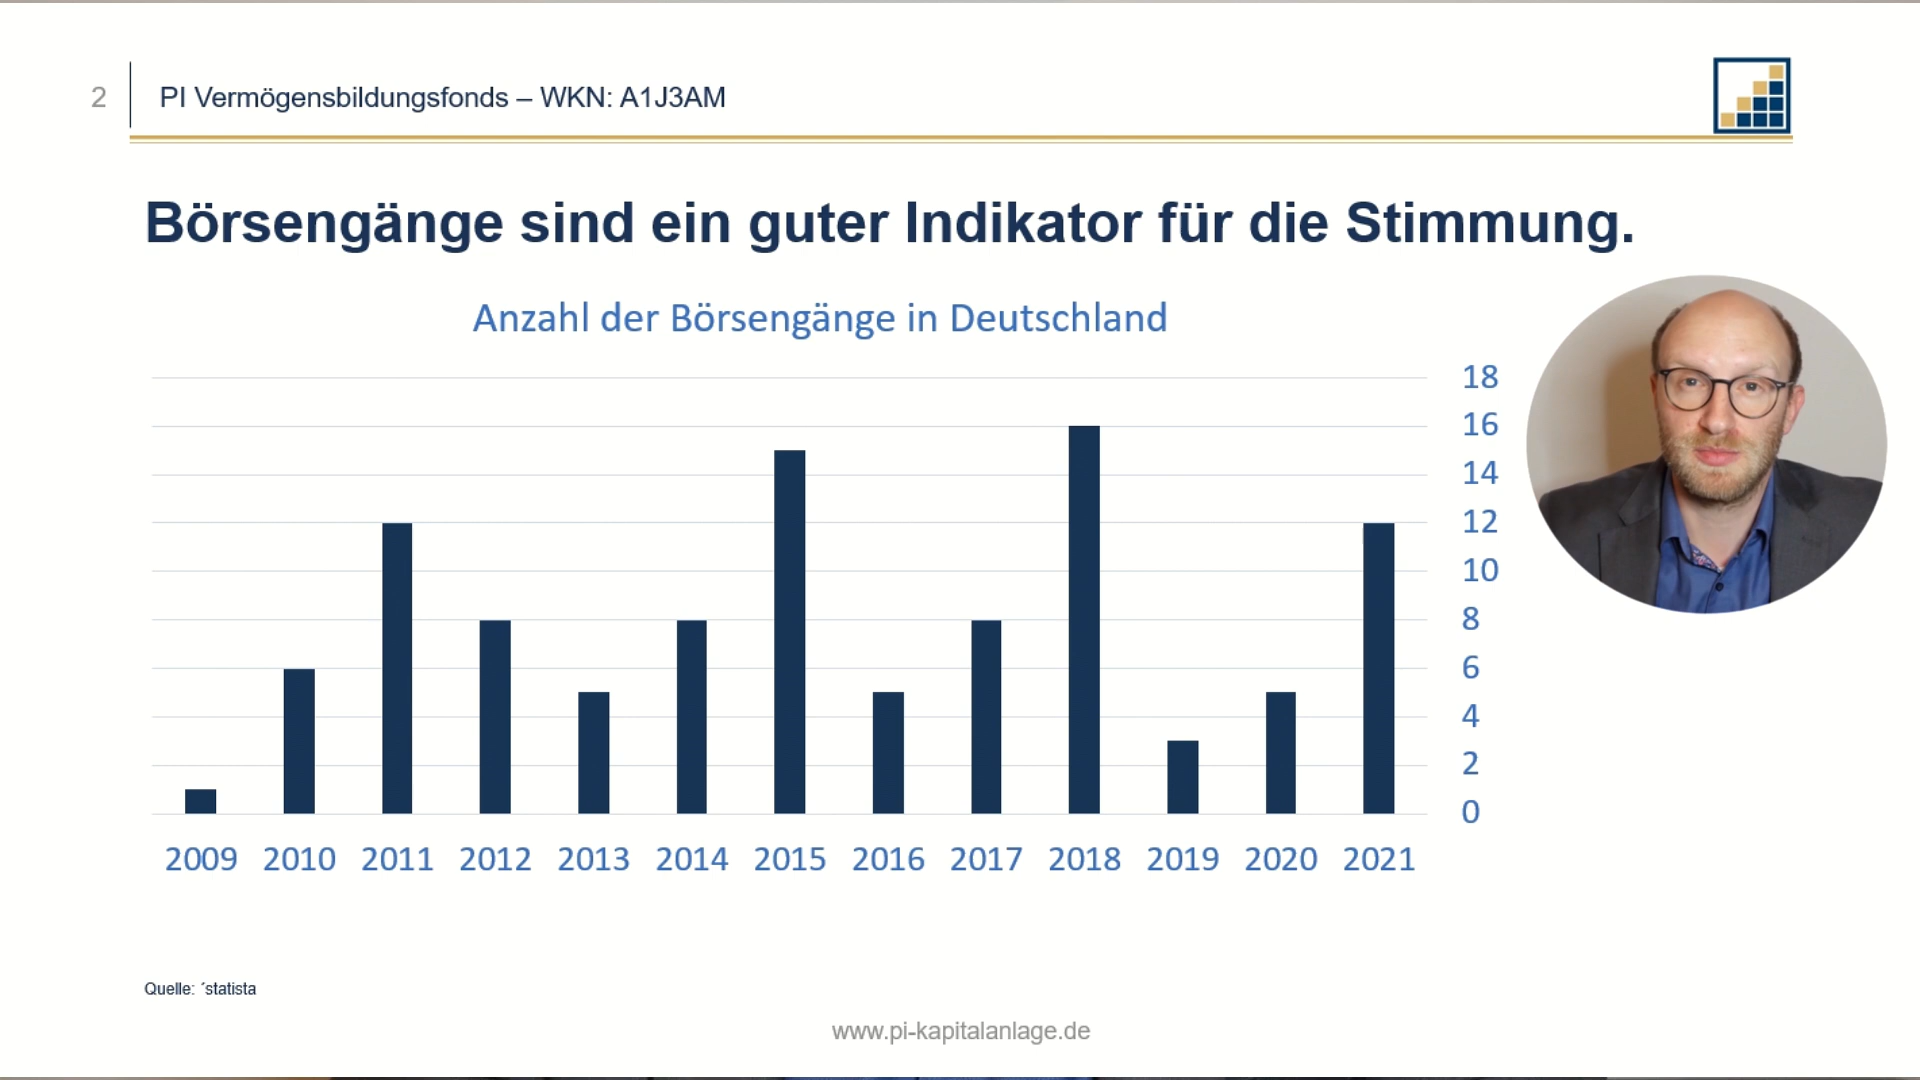 2
PI Vermögensbildungsfonds – WKN: A1J3AM
Börsengänge sind ein guter Indikator für die Stimmung.
Anzahl der Börsengänge in Deutschland
18
16
14
12
10
8
6
4
2
0
2009 2010 2011 2012 2013 2014 2015 2016 2017 2018 2019 2020 2021
Quelle: ´statista
www.pi-kapitalanlage.de